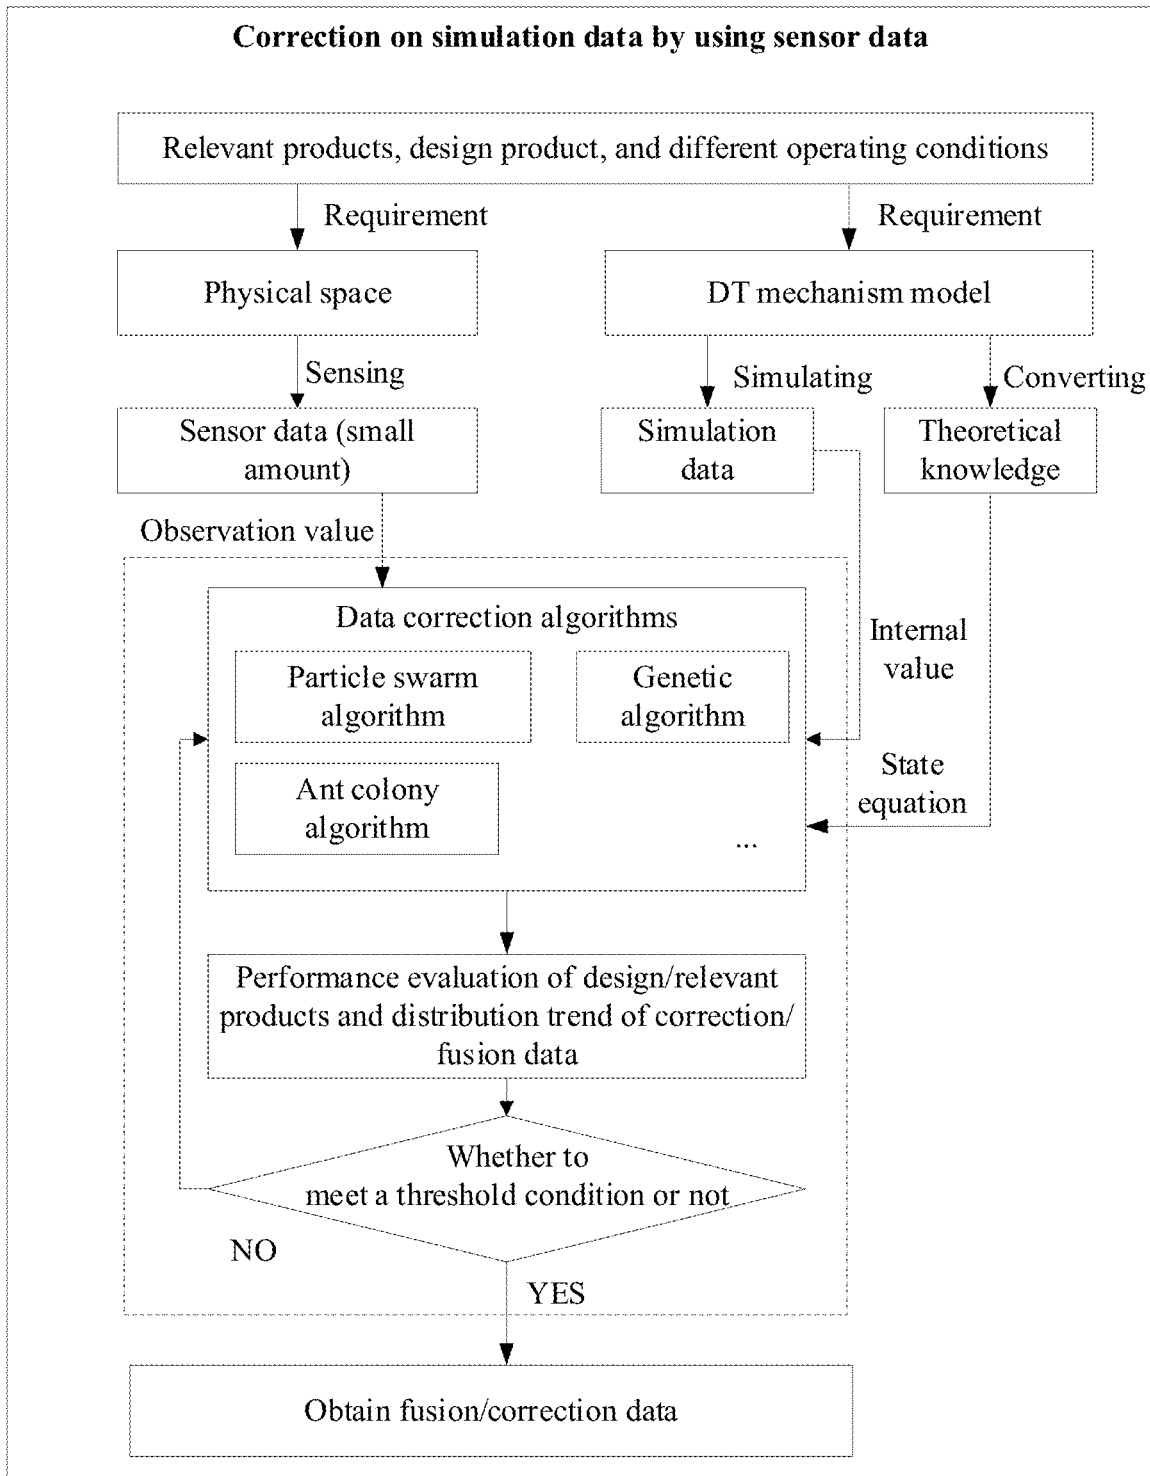 Correction on simulation data by using sensor data
Relevant products, design product, and different operating conditions
Requirement
Requirement
Physical space
DT mechanism model
Sensing
Simulating
Converting
Sensor data (small
amount)
Simulation
data
Theoretical
knowledge
Observation value
Data correction algorithms
Particle swarm
algorithm
Genetic
algorithm
Internal
value
Ant colony
algorithm
...
State
equation
Performance evaluation of design/relevant
products and distribution trend of correction/
fusion data
Whether to
meet a threshold condition or not
NO
YES
Obtain fusion/correction data